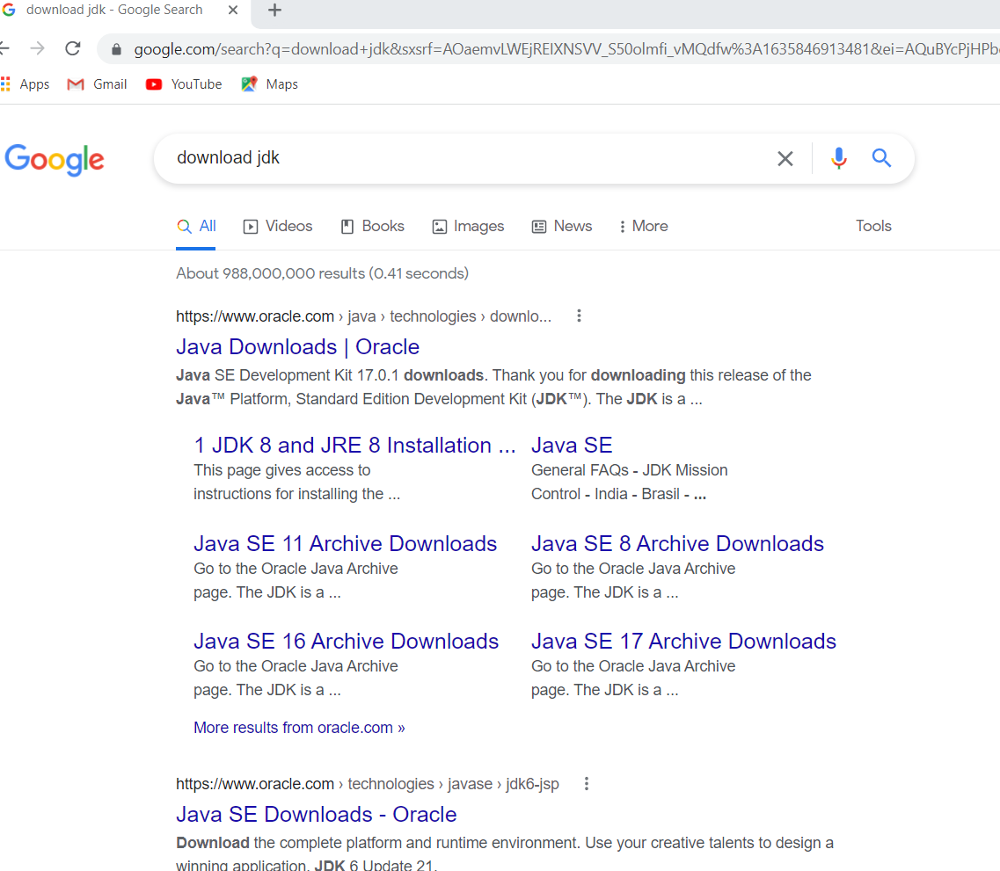 download jdk - Google Search
google.com/search?q=download+jdk&sxsrf=AOaemvLWEjREIXNSVV_S50olmfi_vMQdfw%3A1635846913481&ei=AQuBYcPjHPb
Apps Gmail YouTube Maps
Google
download jdk
All Videos Books Images News More Tools
About 988,000,000 results (0.41 seconds)
https://www.oracle.com › java › technologies › downlo...
Java Downloads | Oracle
Java SE Development Kit 17.0.1 downloads. Thank you for downloading this release of the
Java™ Platform, Standard Edition Development Kit (JDK™). The JDK is a ...
1 JDK 8 and JRE 8 Installation ...
This page gives access to
instructions for installing the ...
Java SE
General FAQs - JDK Mission
Control - India - Brasil - ...
Java SE 11 Archive Downloads
Go to the Oracle Java Archive
page. The JDK is a ...
Java SE 8 Archive Downloads
Go to the Oracle Java Archive
page. The JDK is a ...
Java SE 16 Archive Downloads
Go to the Oracle Java Archive
page. The JDK is a ...
Java SE 17 Archive Downloads
Go to the Oracle Java Archive
page. The JDK is a ...
More results from oracle.com »
https://www.oracle.com › technologies › javase › jdk6-jsp
Java SE Downloads - Oracle
Download the complete platform and runtime environment. Use your creative talents to design a
winning application. JDK 6 Update 21.